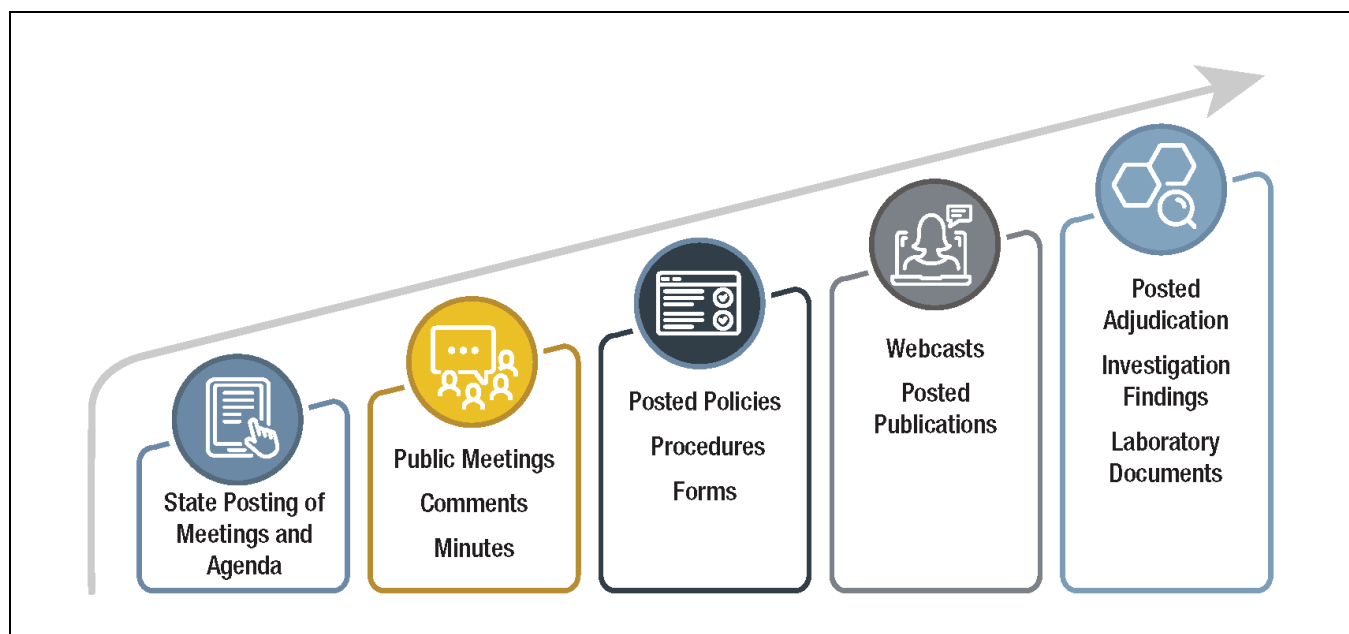 State Posting of
Meetings and
Agenda
Public Meetings
Comments
Minutes
Posted Policies
Procedures
Forms
Webcasts
Posted
Publications
Posted
Adjudication
Investigation
Findings
Laboratory
Documents